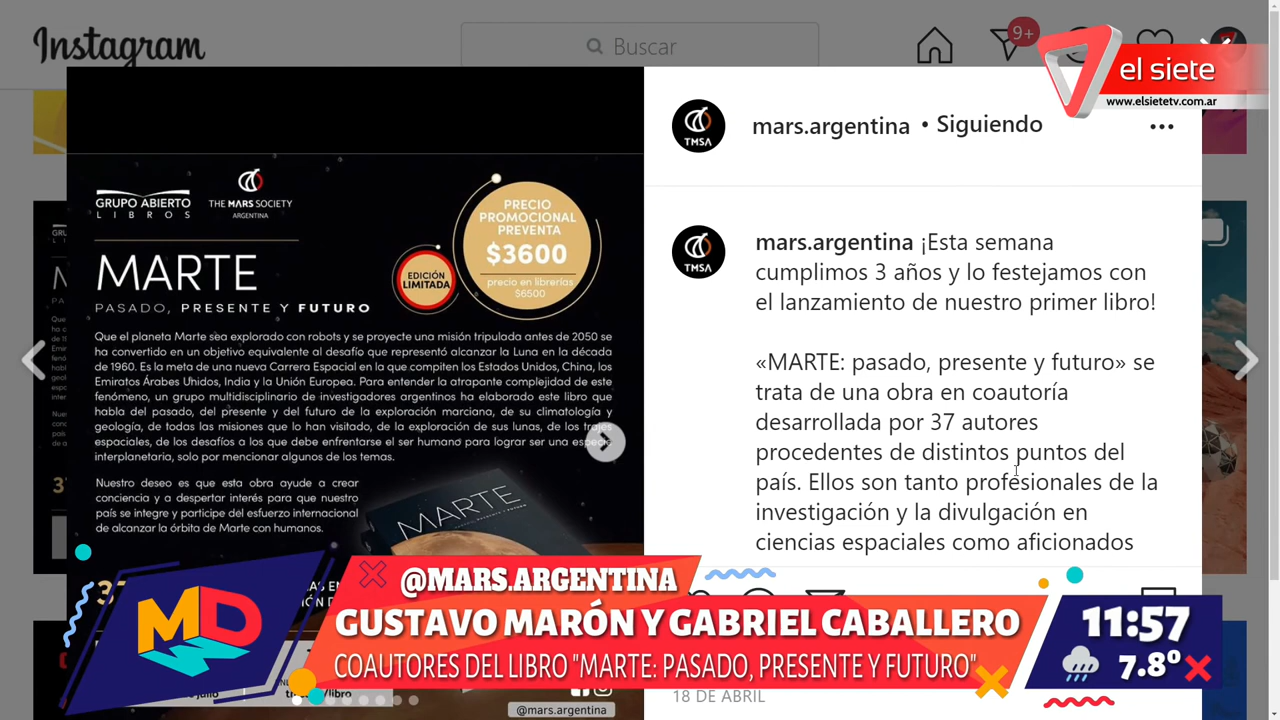 Instagram
Buscar
9+
el siete
www.elsietetv.com.ar
TMSA
mars.argentina • Siguiendo
GRUPO ABIERTO
LIBROS
THE MARS SOCIETY
ARGENTINA
PRECIO
PROMOCIONAL
PREVENTA
$3600
precio en librerías
$6500
EDICIÓN
LIMITADA
MARTE
PASADO, PRESENTE Y FUTURO
Que el planeta Marte sea explorado con robots y se proyecte una misión tripulada antes de 2050 se
ha convertido en un objetivo equivalente al desafío que representó alcanzar la Luna en la década
de 1960. Es la meta de una nueva Carrera Espacial en la que compiten los Estados Unidos, China, los
Emiratos Árabes Uhidos, India y la Unión Europea. Para entender la atrapante complejidad de este
fenómeno, un grupo multidisciplinario de investigadores argentinos ha elaborado este libro que
habla del pasado, del presente y del futuro de la exploración marciana, de su climatología y
geología, de todas las misiones que lo han visitado, de la exploración de sus lunas, de los trajes
espaciales, de los desafíos a los que debe enfrentarse el ser humano para lograr ser una especie
interplanetaria, solo por mencionar algunos de los temas.
Nuestro deseo es que esta obra ayude a crear
conciencia y a despertar interés para que nuestro
país se integre y participe del esfuerzo internacional
de alcanzar la órbita de Marte con humanos.
MARTE
TMSA
mars.argentina ¡Esta semana
cumplimos 3 años y lo festejamos con
el lanzamiento de nuestro primer libro!
«MARTE: pasado, presente y futuro» se
trata de una obra en coautoría
desarrollada por 37 autores
procedentes de distintos puntos del
país. Ellos son tanto profesionales de la
investigación y la divulgación en
ciencias espaciales como aficionados
@MARS.ARGENTINA
GUSTAVO MARÓN Y GABRIEL CABALLERO
COAUTORES DEL LIBRO "MARTE: PASADO, PRESENTE Y FUTURO"
MD
11:57
7.8º
18 DE ABRIL
@mars.argentina